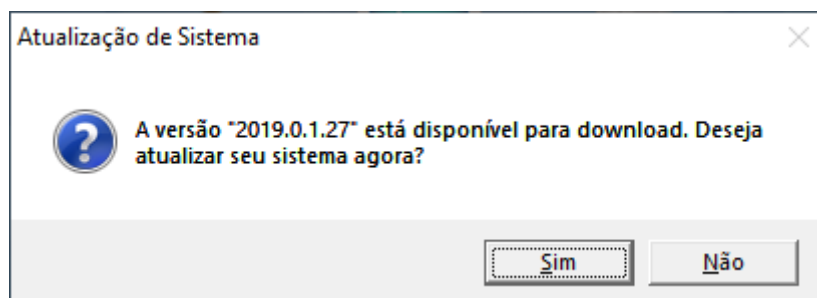 Atualização de Sistema
A versão "2019.0.1.27" está disponível para download. Deseja
atualizar seu sistema agora?
Sim
Não